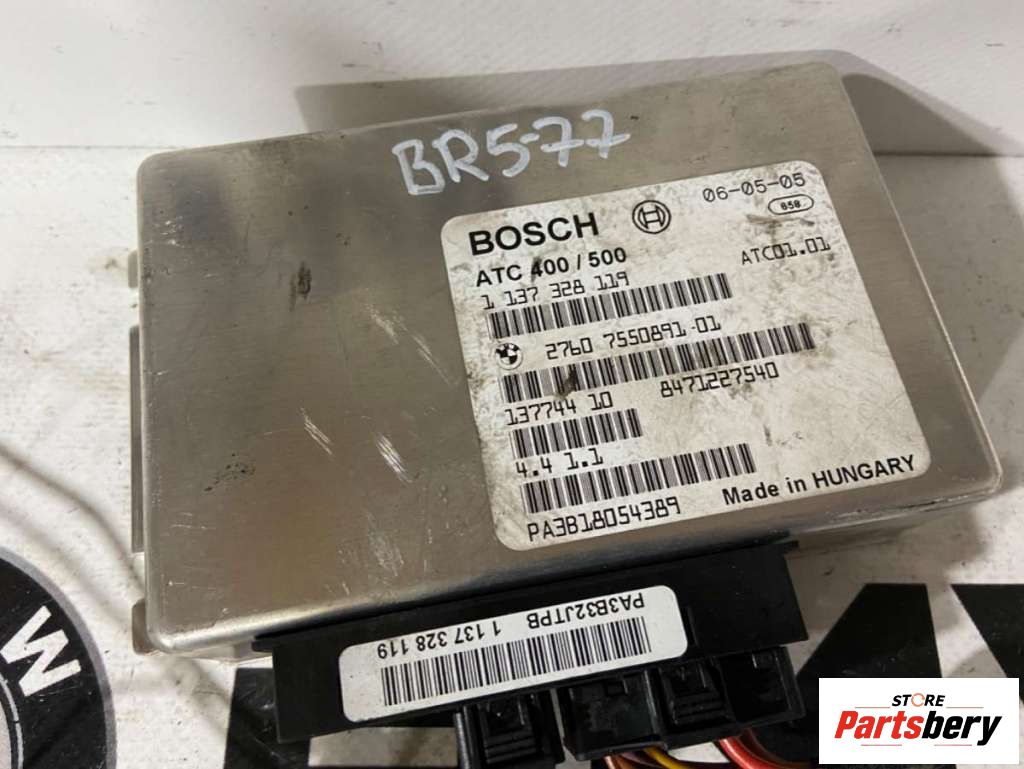 BR5-77
BOSCH
06-05-05
858
ATC 400 / 500
ATC01.01
1 137 328 119
2760 7550891 01
137744 10
8471227540
4.4 1.1
PA3B18054389
Made in HUNGARY
PA3B32JTPB 1 137 328 119
M
STORE
Partsbery